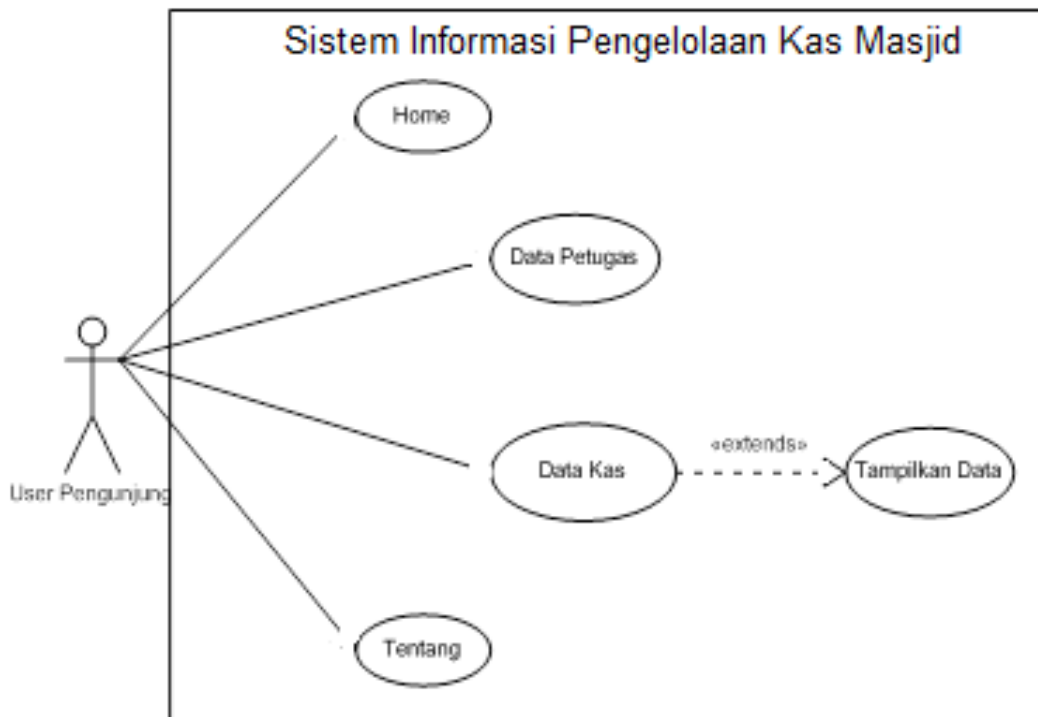 Sistem Informasi Pengelolaan Kas Masjid
Home
Data Petugas
Data Kas
«extends»
Tampilkan Data
User Pengunjung
Tentang